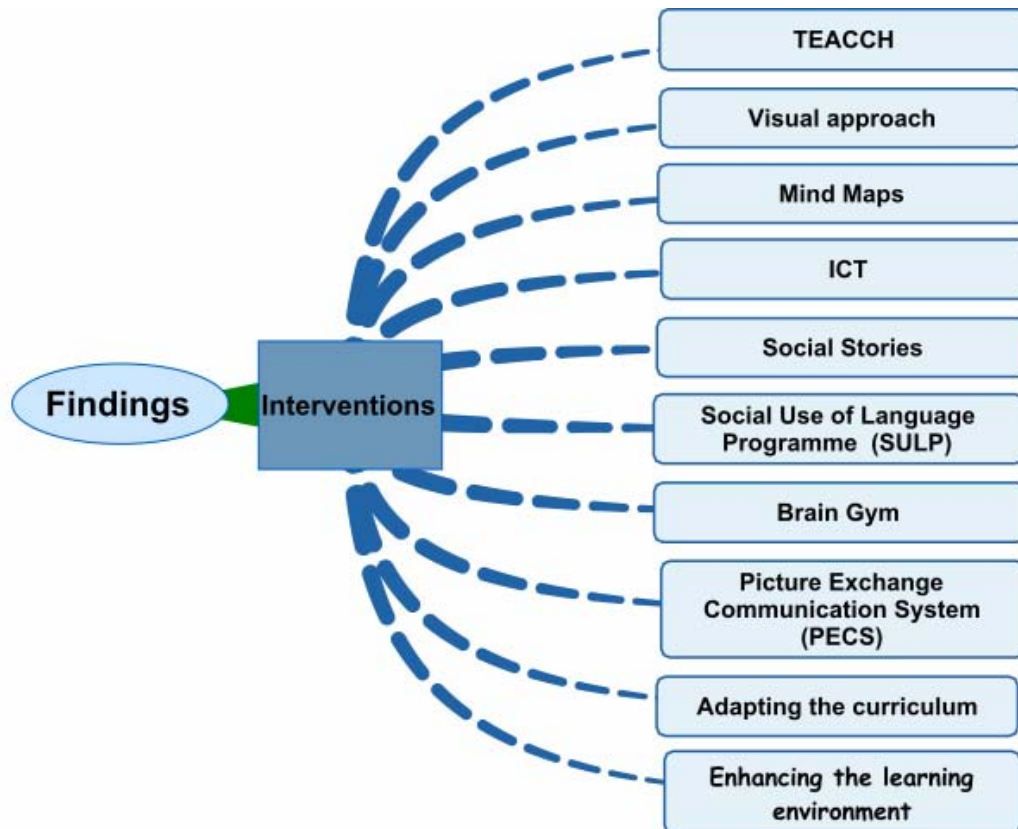 TEACCH
Visual approach
Mind Maps
ICT
Social Stories
Findings
Interventions
Social Use of Language
Programme (SULP)
Brain Gym
Picture Exchange
Communication System
(PECS)
Adapting the curriculum
Enhancing the learning
environment